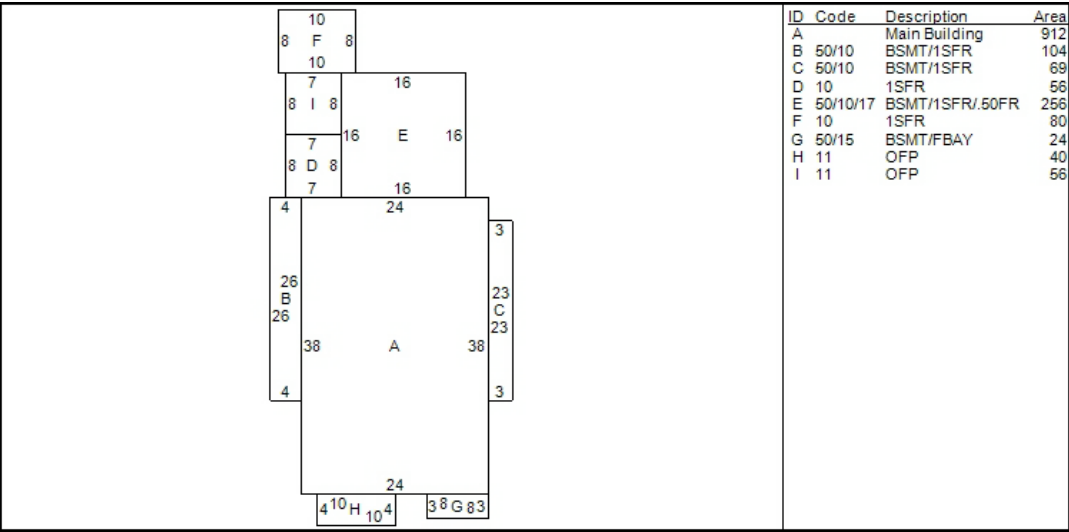 10
8 F 8
10
7 16
8 I 8
16 E 16
7
8 D 8
7 16
4 24
3
26
B
26
23
C
23
38 A 38
4 3
24
4 10 H 10 4 3 8 G 8 3
ID Code Description Area
A Main Building 912
B 50/10 BSMT/1SFR 104
C 50/10 BSMT/1SFR 69
D 10 1SFR 56
E 50/10/17 BSMT/1SFR/.50FR 256
F 10 1SFR 80
G 50/15 BSMT/FBAY 24
H 11 OFP 40
I 11 OFP 56